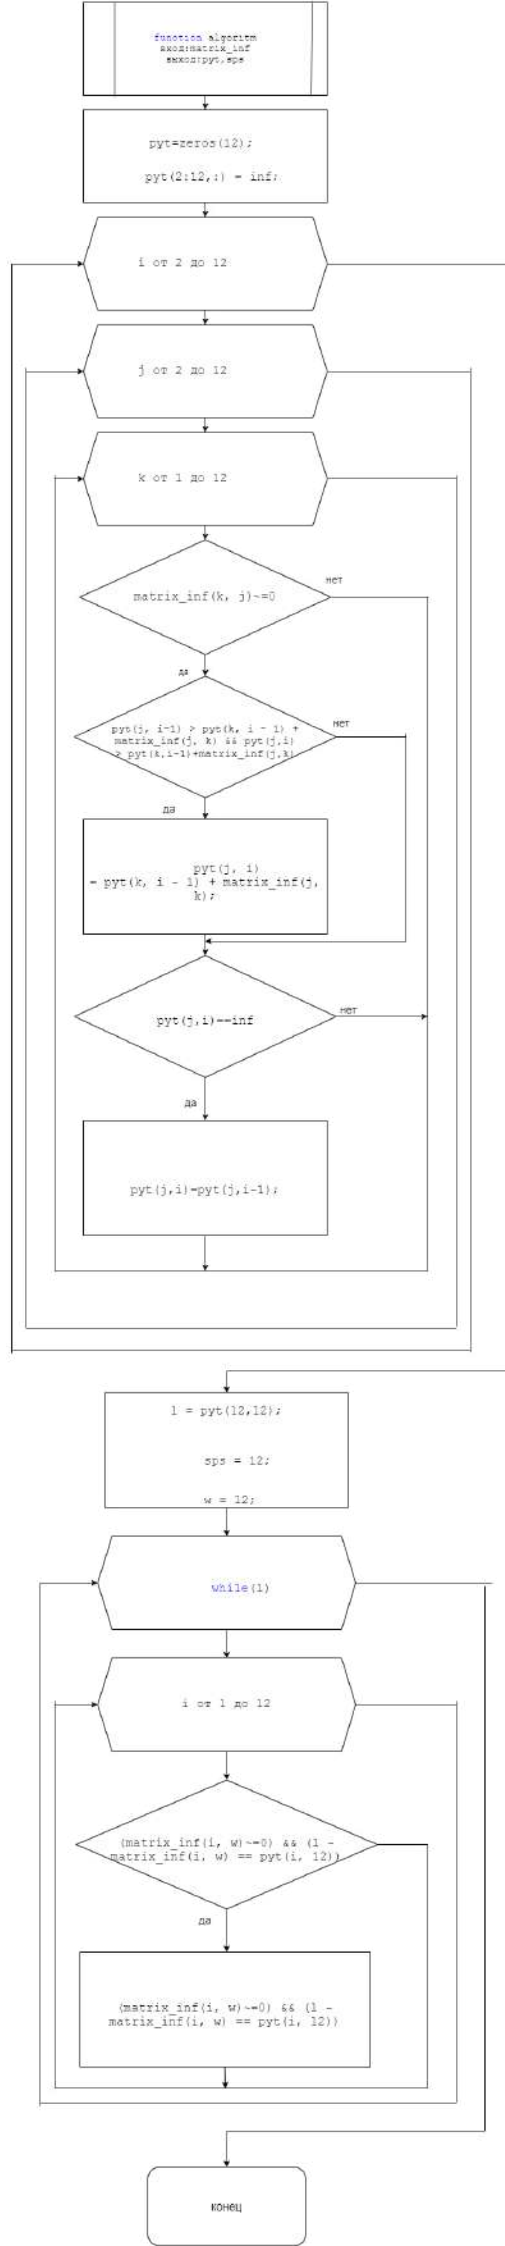 function algoritm
вход:matrix_inf
выход:pyt,sps
pyt=zeros(12);
pyt(2:12,:) = inf;
i от 2 до 12
j от 2 до 12
k от 1 до 12
matrix_inf(k, j)~=0
нет
да
pyt(j, i-1) > pyt(k, i - 1) +
matrix_inf(j, k) && pyt(j,i)
> pyt(k,i-1)+matrix_inf(j,k)
нет
да
pyt(j, i)
= pyt(k, i - 1) + matrix_inf(j,
k);
pyt(j,i)==inf
нет
да
pyt(j,i)=pyt(j,i-1);
l = pyt(12,12);
sps = 12;
w = 12;
while(l)
i от 1 до 12
(matrix_inf(i, w)~=0) && (l -
matrix_inf(i, w) == pyt(i, 12))
да
(matrix_inf(i, w)~=0) && (l -
matrix_inf(i, w) == pyt(i, 12))
конец